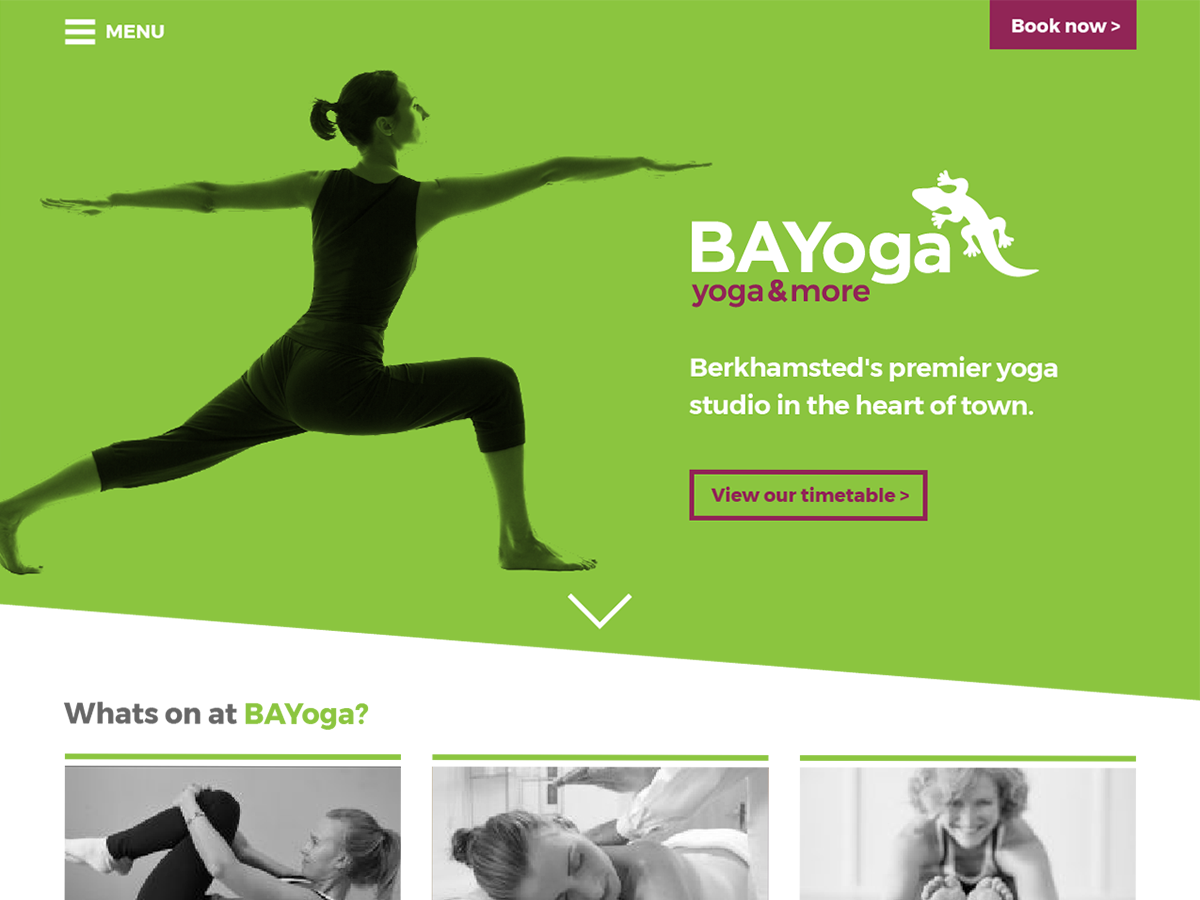 MENU
Book now >
BAYoga
yoga & more
Berkhamsted's premier yoga
studio in the heart of town.
View our timetable >
Whats on at BAYoga?